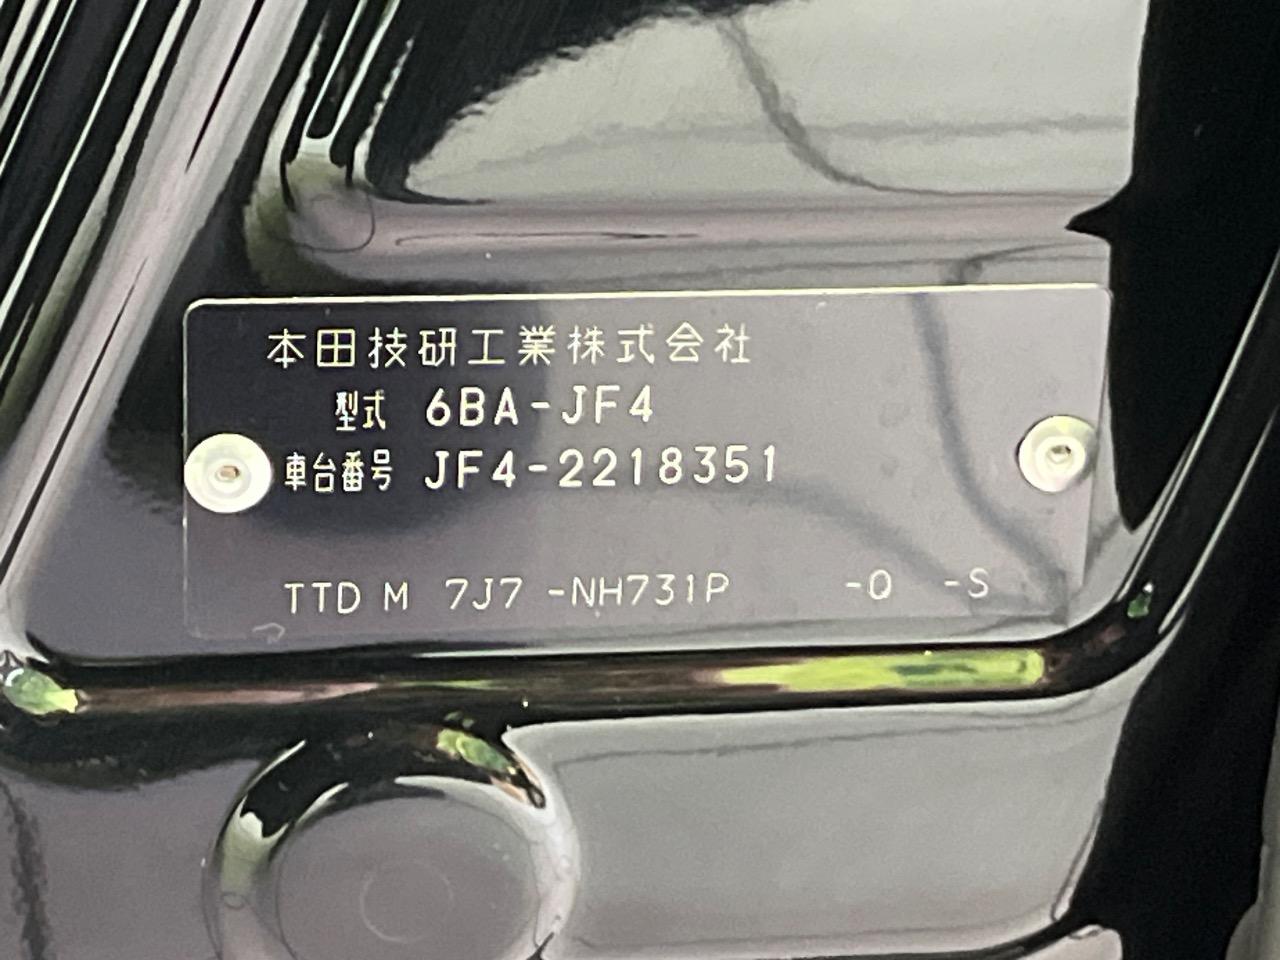 本田技研工業株式会社
型式 6BA-JF4
車台番号 JF4-2218351
TTD M 7J7 -NH731P -0 -S